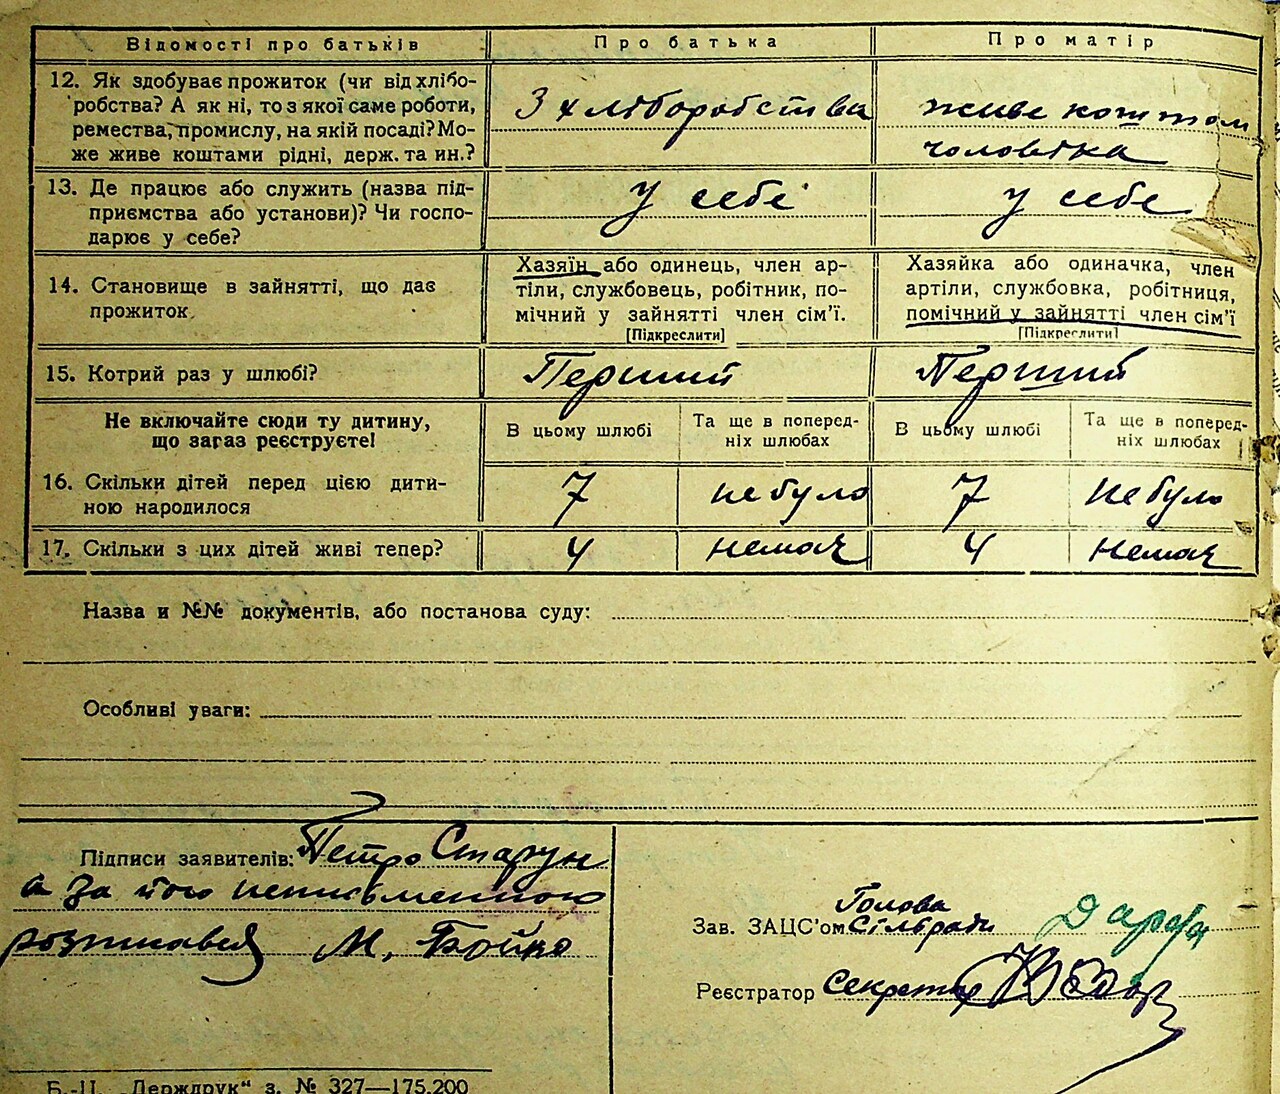 Відомості про батьків Про батька Про матір
12. Як здобуває прожиток (чи від хлібо-
робства? А як ні, то з якої саме роботи,
ремества, промислу, на якій посаді? Мо-
же живе коштами рідні, держ. та ин.?
З хліборобства
живе коштом
чоловіка
13. Де працює або служить (назва під-
приємства або установи)? Чи госпо-
дарює у себе?
У себе
у себе
14. Становище в зайнятті, що дає
прожиток
Хазяїн або одинець, член ар-
тіли, службовець, робітник, по-
мічний у зайнятті член сім'ї.
[Підкреслити]
Хазяйка або одиначка, член
артіли, службовка, робітниця,
помічний у зайнятті член сім'ї
[Підкреслити]
15. Котрий раз у шлюбі?
Перший
Перший
Не включайте сюди ту дитину,
що зараз реєструєте!
В цьому шлюбі
Та ще в поперед-
ніх шлюбах
В цьому шлюбі
Та ще в поперед-
ніх шлюбах
16. Скільки дітей перед цією дити-
ною народилося
7 не було 7 не було
17. Скільки з цих дітей живі тепер? 4 немає 4 немає
Назва и №№ документів, або постанова суду:
Особливі уваги:
Підписи заявителів: Петро Старун
а за його неписьменною
розписався М. Бойко
Голова
Зав. ЗАЦС'ом Сільради
Реєстратор Секретар
Б.-Ц. „Держдрук“ з. № 327—175.200